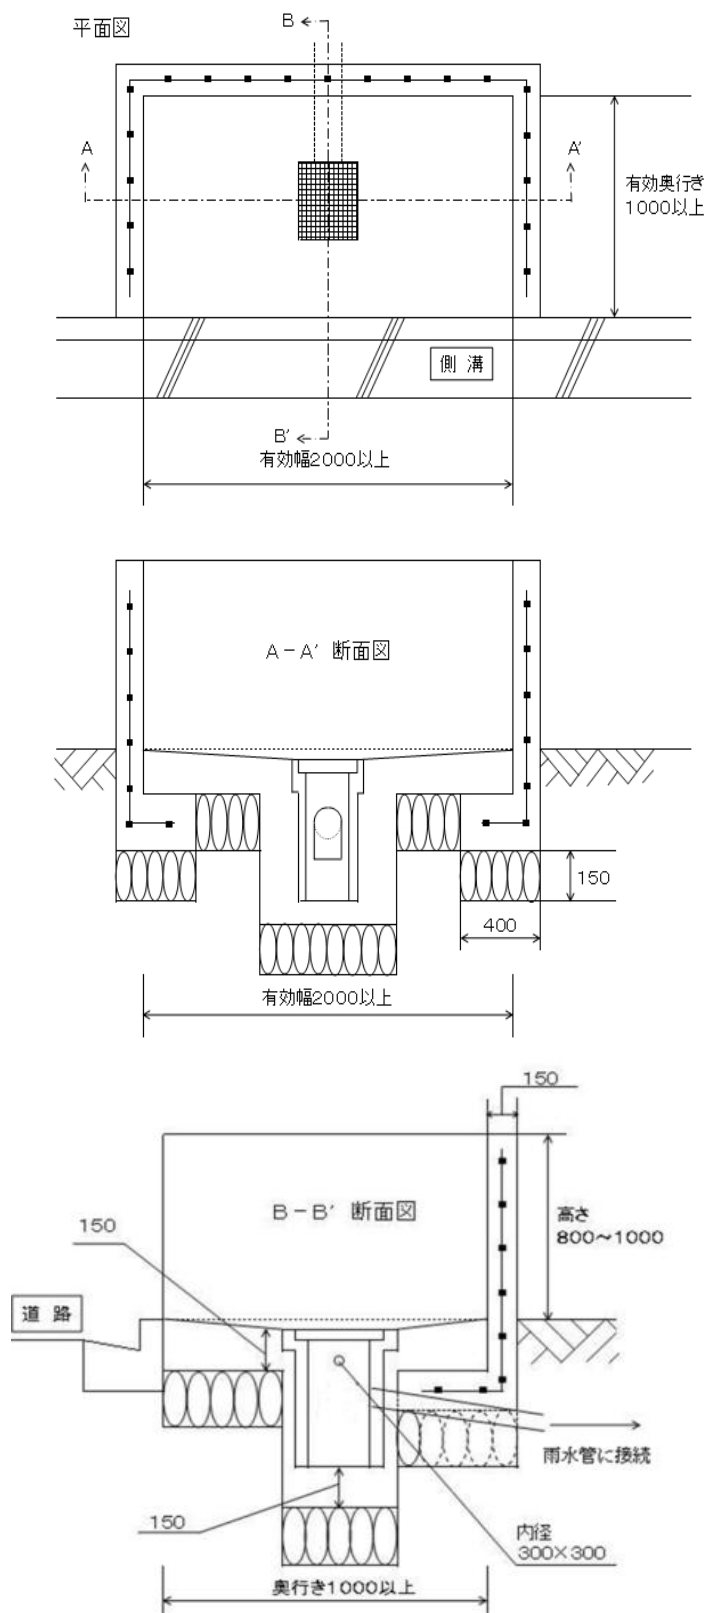 平面図
B
A
A'
有効奥行き
1000以上
側溝
B'
有効幅2000以上
A-A' 断面図
150
400
有効幅2000以上
150
B-B' 断面図
150
高さ
800~1000
道路
雨水管に接続
150
内径
300×300
奥行き1000以上